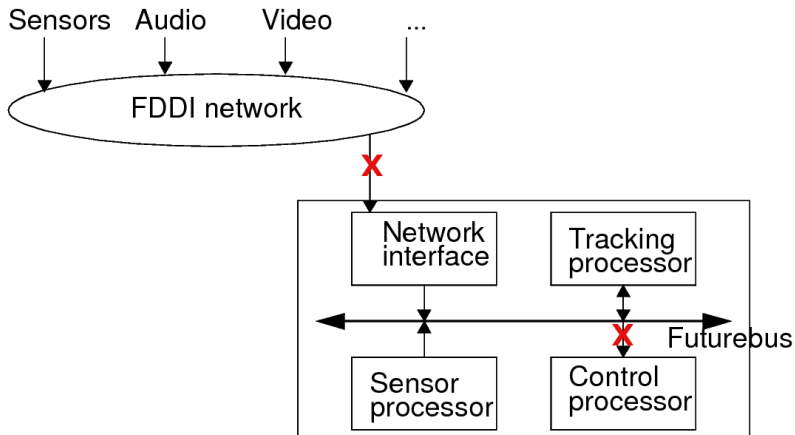 Sensors Audio Video ...
FDDI network
X
Network
interface
Tracking
processor
X
Futurebus
Sensor
processor
Control
processor